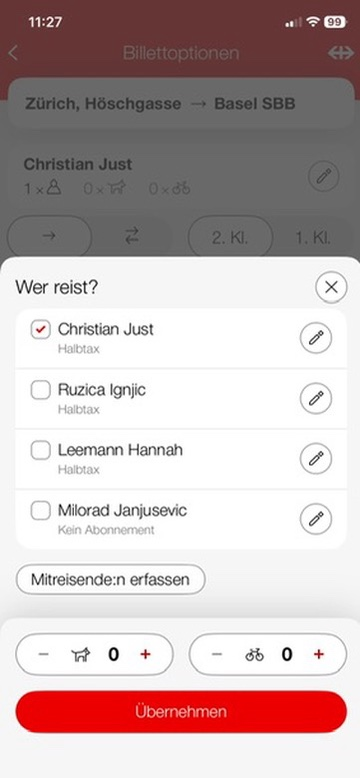 11:27
99
Billettoptionen
Zürich, Höschgasse → Basel SBB
Christian Just
1 × 0 × 0 ×
2. Kl. 1. Kl.
Wer reist?
Christian Just
Halbtax
Ruzica Ignjic
Halbtax
Leemann Hannah
Halbtax
Milorad Janjusevic
Kein Abonnement
Mitreisende:n erfassen
− 0 + − 0 +
Übernehmen